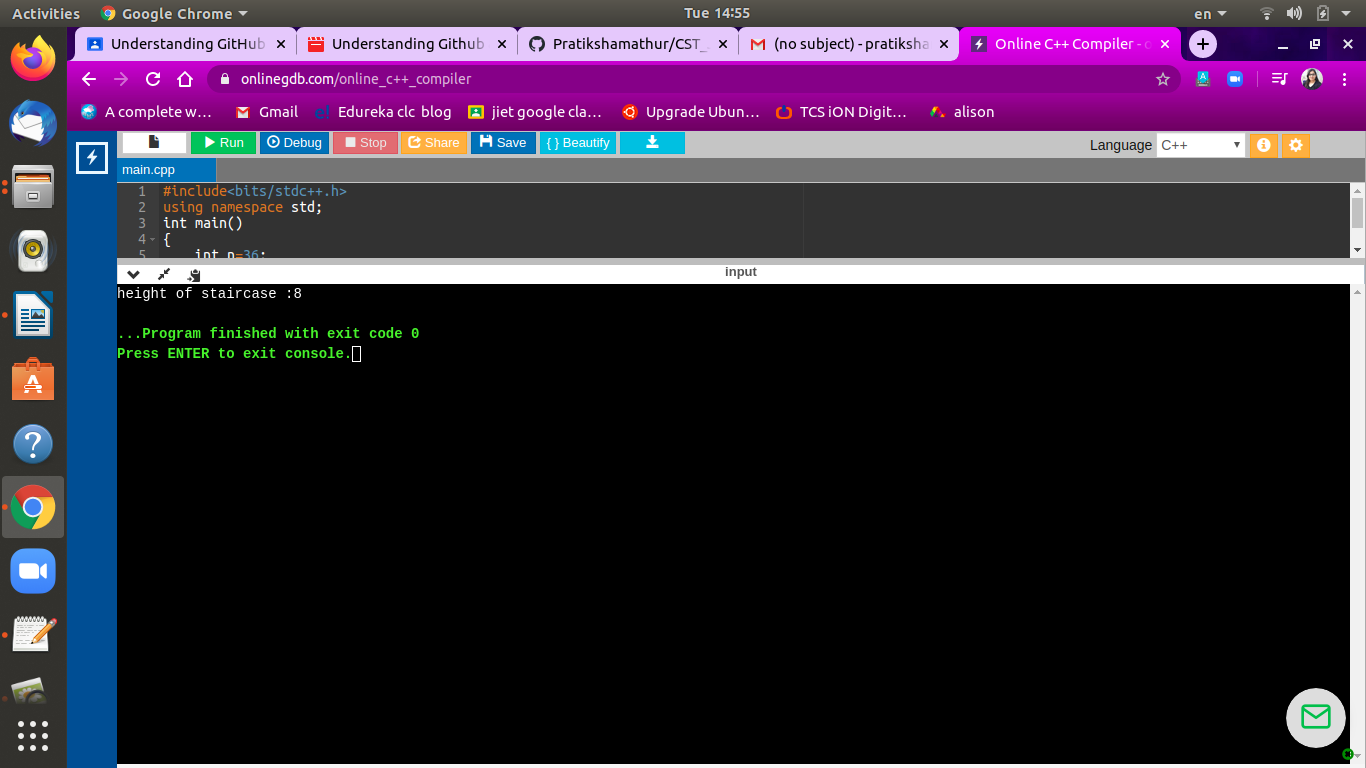 Activities Google Chrome Tue 14:55 en
Understanding GitHub Understanding Github Pratikshamathur/CST_ (no subject) - pratiksha Online C++ Compiler - o
onlinegdb.com/online_c++_compiler
A complete w… Gmail Edureka clc blog jiet google cla… Upgrade Ubun… TCS iON Digit… alison
Run Debug Stop Share Save { } Beautify Language C++
main.cpp
1 #include<bits/stdc++.h>
2 using namespace std;
3 int main()
4 {
5 int n=36;
input
height of staircase :8
...Program finished with exit code 0
Press ENTER to exit console.